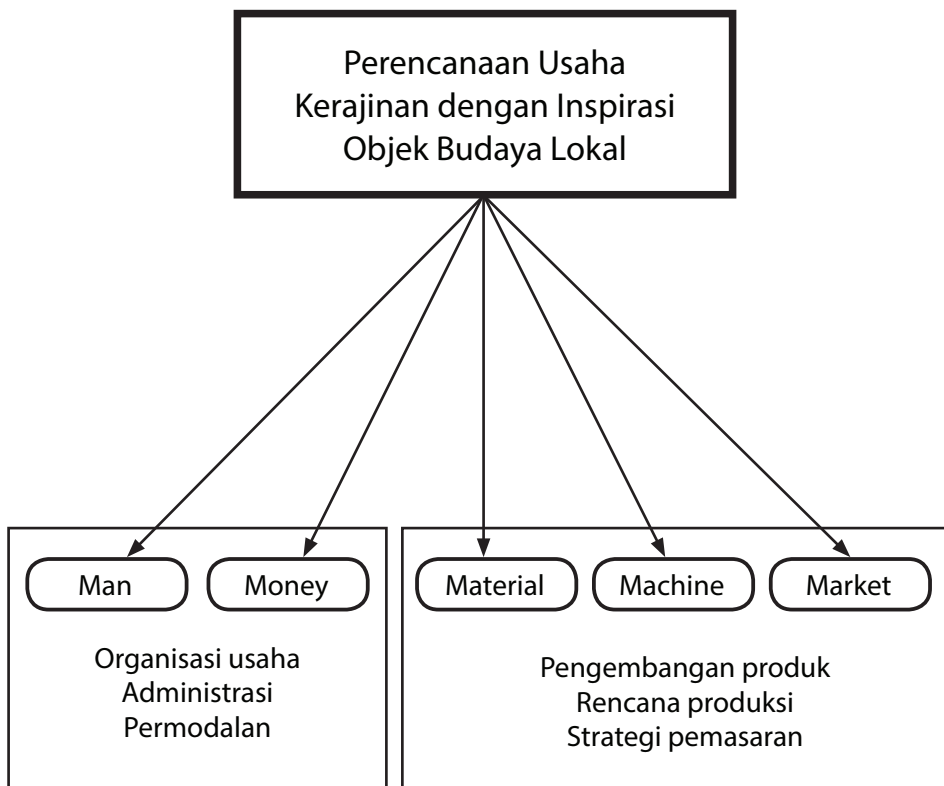 Perencanaan Usaha
Kerajinan dengan Inspirasi
Objek Budaya Lokal
Man
Money
Organisasi usaha
Administrasi
Permodalan
Material
Machine
Market
Pengembangan produk
Rencana produksi
Strategi pemasaran